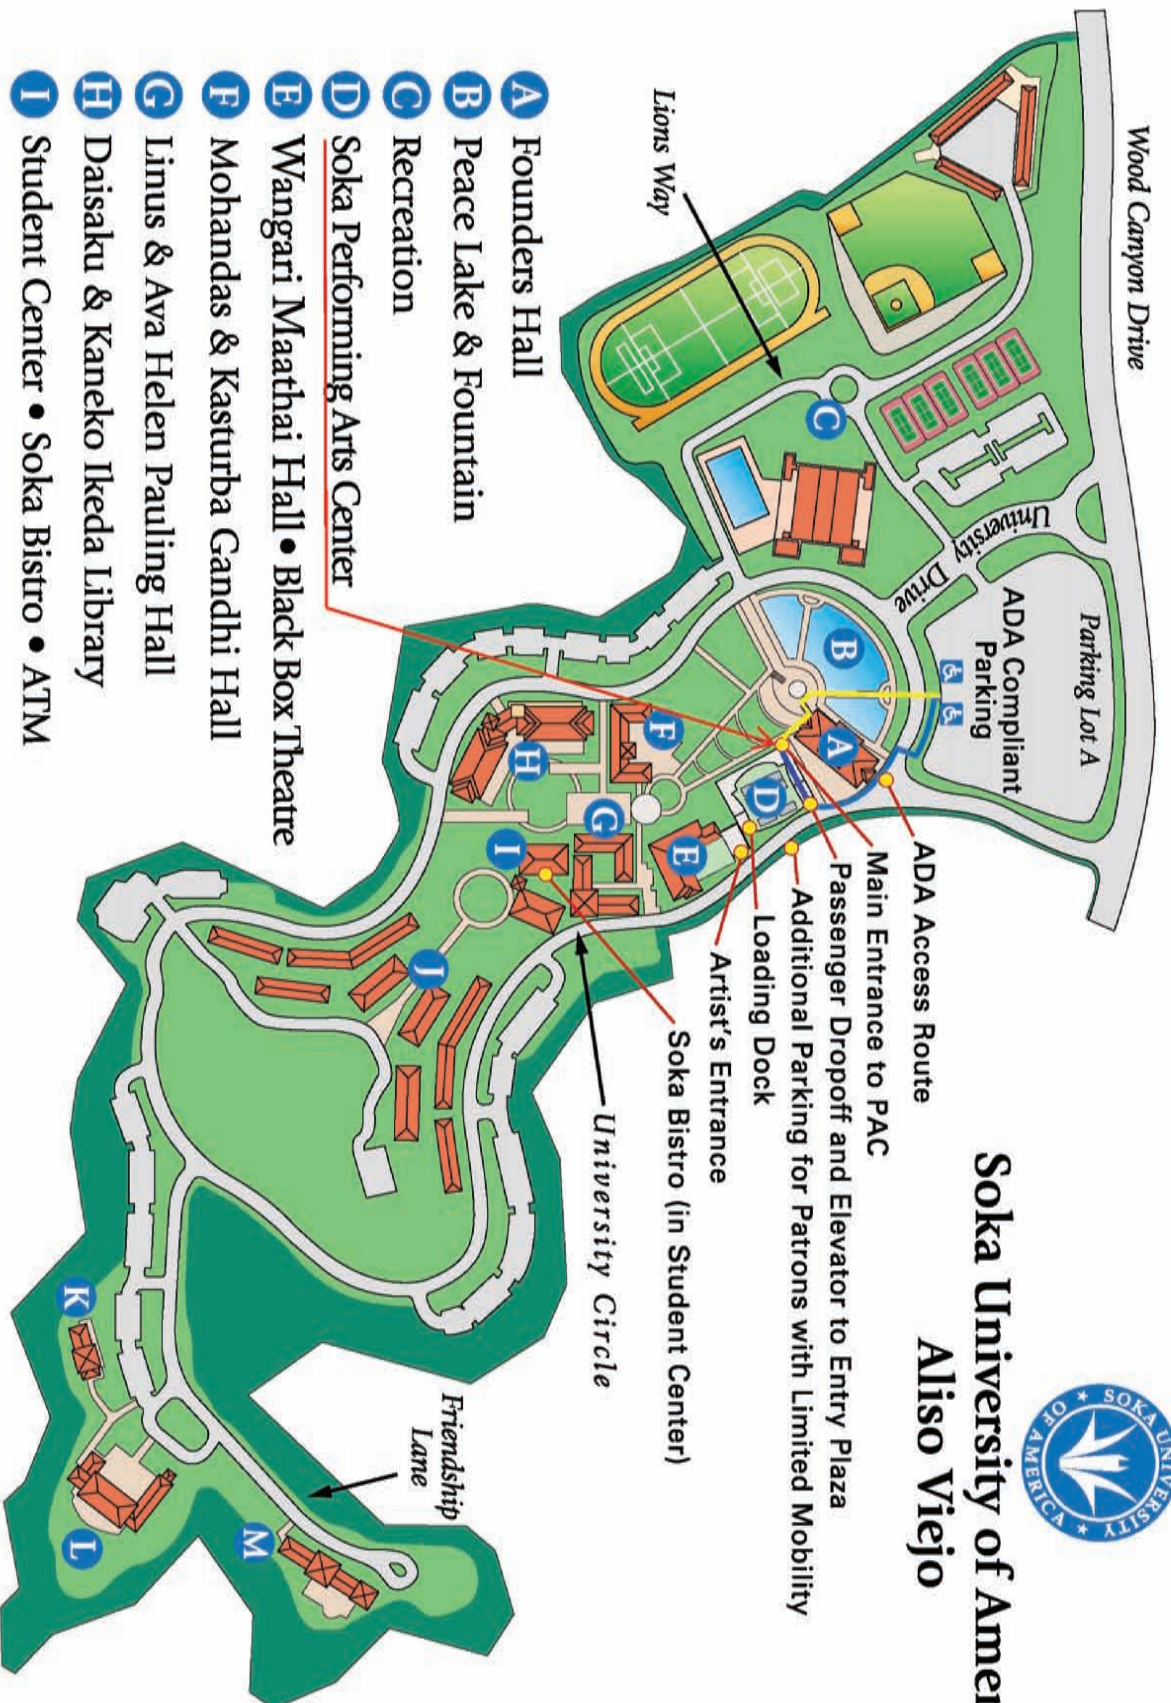 Soka University of Amer
Aliso Viejo
SOKA UNIVERSITY
OF AMERICA
Wood Canyon Drive
Parking Lot A
ADA Compliant
Parking
University Drive
Lions Way
ADA Access Route
Main Entrance to PAC
Passenger Dropoff and Elevator to Entry Plaza
Additional Parking for Patrons with Limited Mobility
Loading Dock
Artist's Entrance
Soka Bistro (in Student Center)
University Circle
Friendship
Lane
A
B
C
D
E
F
G
H
I
J
K
L
M
A Founders Hall
B Peace Lake & Fountain
C Recreation
D Soka Performing Arts Center
E Wangari Maathai Hall • Black Box Theatre
F Mohandas & Kasturba Gandhi Hall
G Linus & Ava Helen Pauling Hall
H Daisaku & Kaneko Ikeda Library
I Student Center • Soka Bistro • ATM